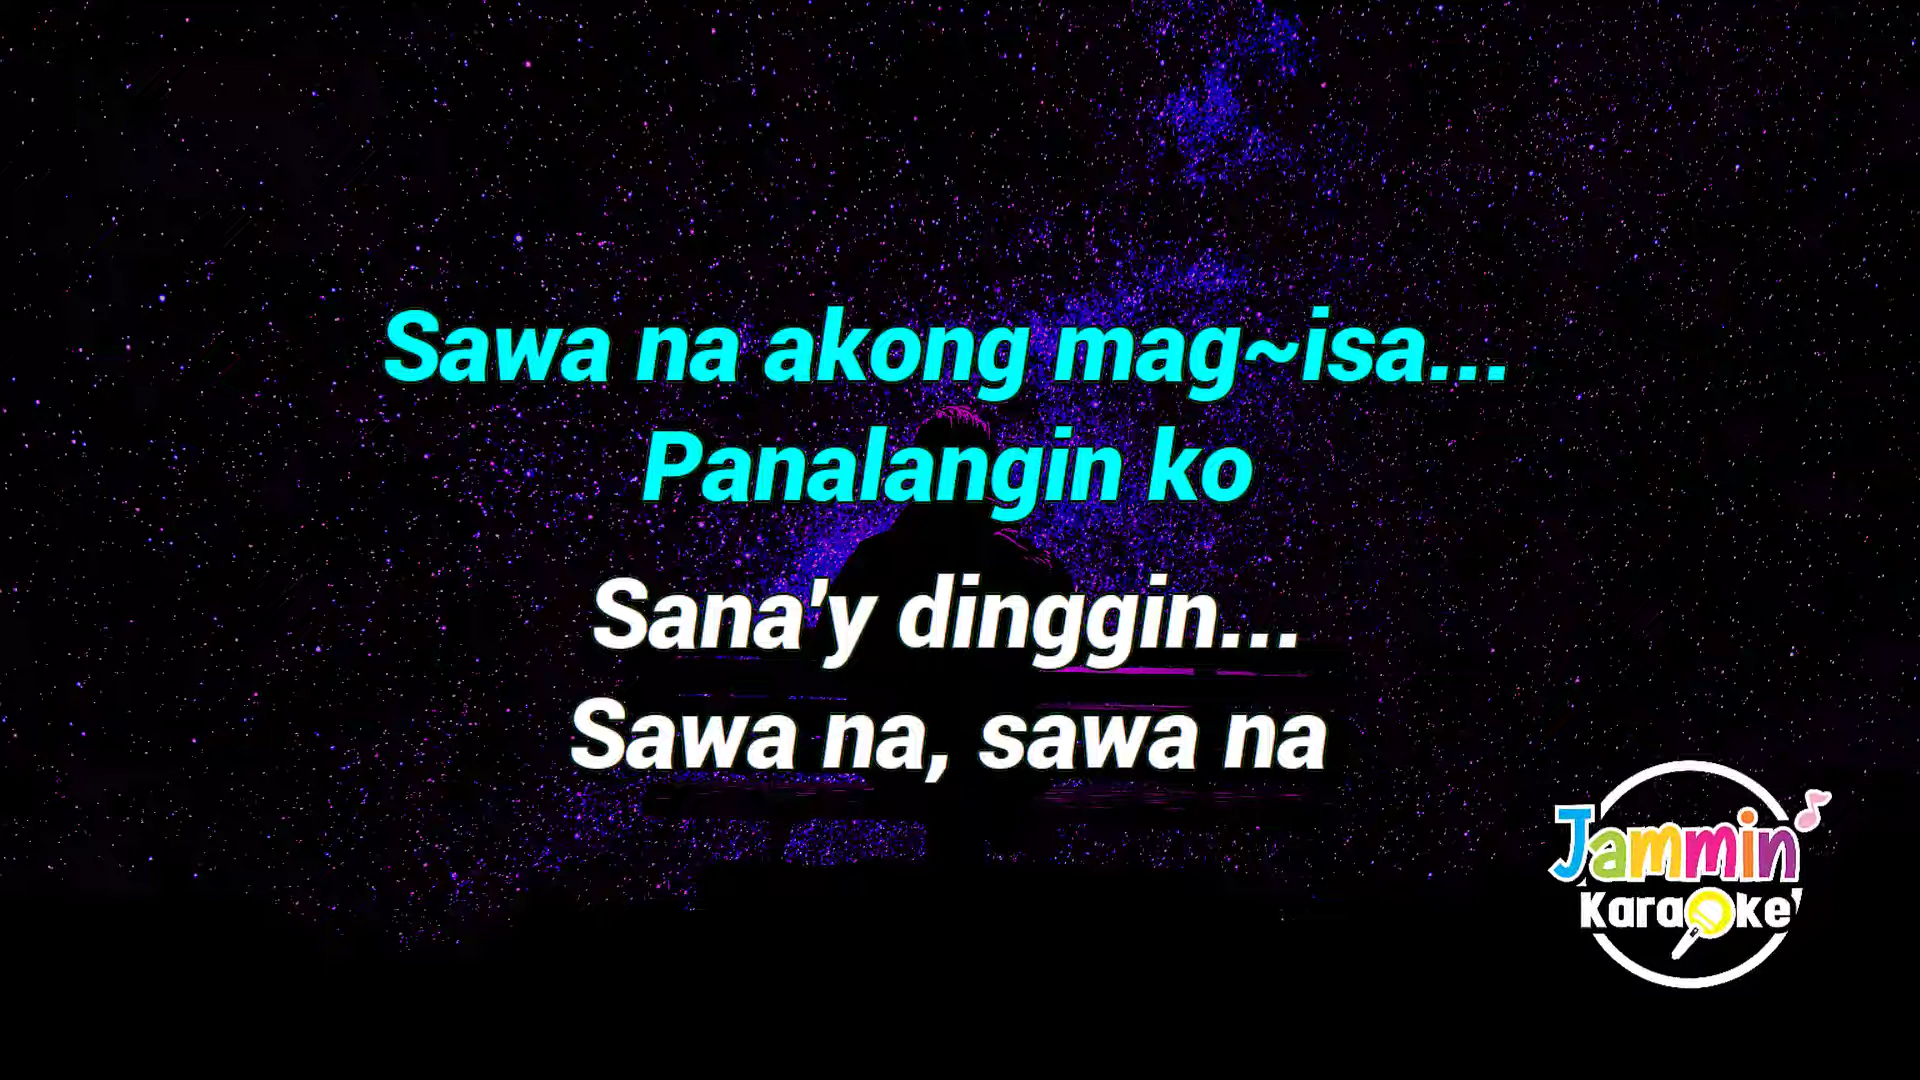 Sawa na akong mag~isa...
Panalangin ko
Sana'y dinggin...
Sawa na, sawa na
Jammin'
Karaoke